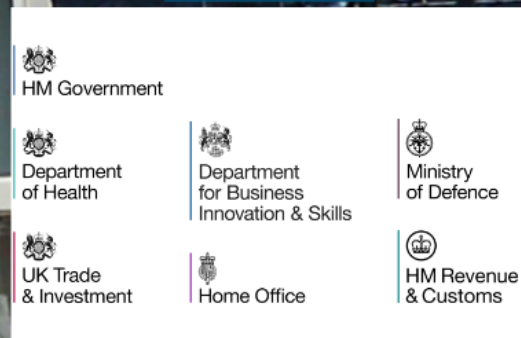 HM Government
Department
of Health
Department
for Business
Innovation & Skills
Ministry
of Defence
UK Trade
& Investment
Home Office
HM Revenue
& Customs